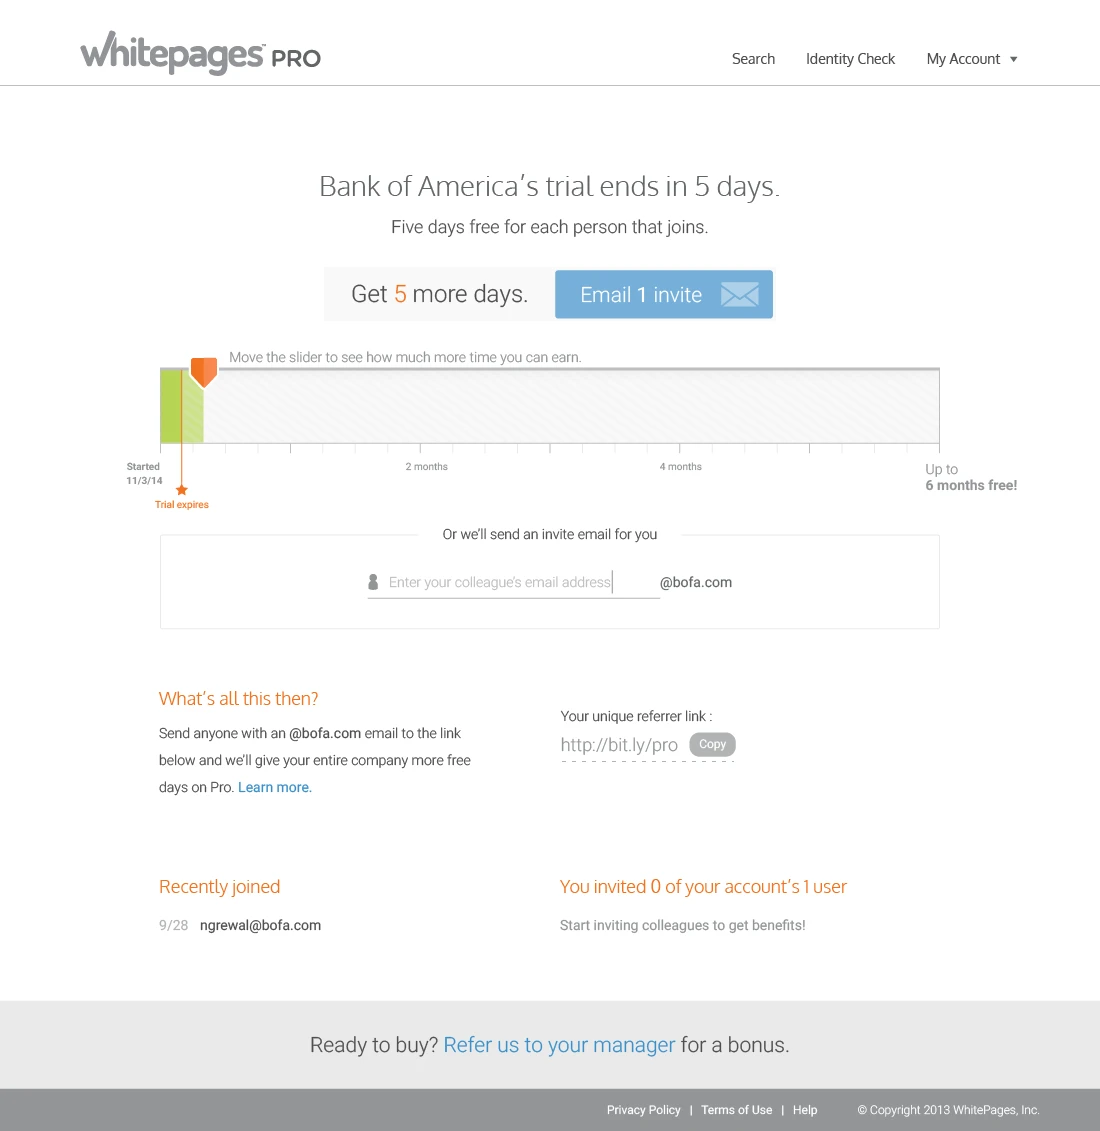 whitepages™ PRO
Search
Identity Check
My Account
Bank of America’s trial ends in 5 days.
Five days free for each person that joins.
Get 5 more days.
Email 1 invite
Move the slider to see how much more time you can earn.
Started
11/3/14
2 months
4 months
Up to
6 months free!
Trial expires
Or we’ll send an invite email for you
Enter your colleague’s email address
@bofa.com
What’s all this then?
Send anyone with an @bofa.com email to the link
below and we’ll give your entire company more free
days on Pro. Learn more.
Your unique referrer link :
http://bit.ly/pro
Copy
Recently joined
9/28 ngrewal@bofa.com
You invited 0 of your account’s 1 user
Start inviting colleagues to get benefits!
Ready to buy? Refer us to your manager for a bonus.
Privacy Policy | Terms of Use | Help
© Copyright 2013 WhitePages, Inc.